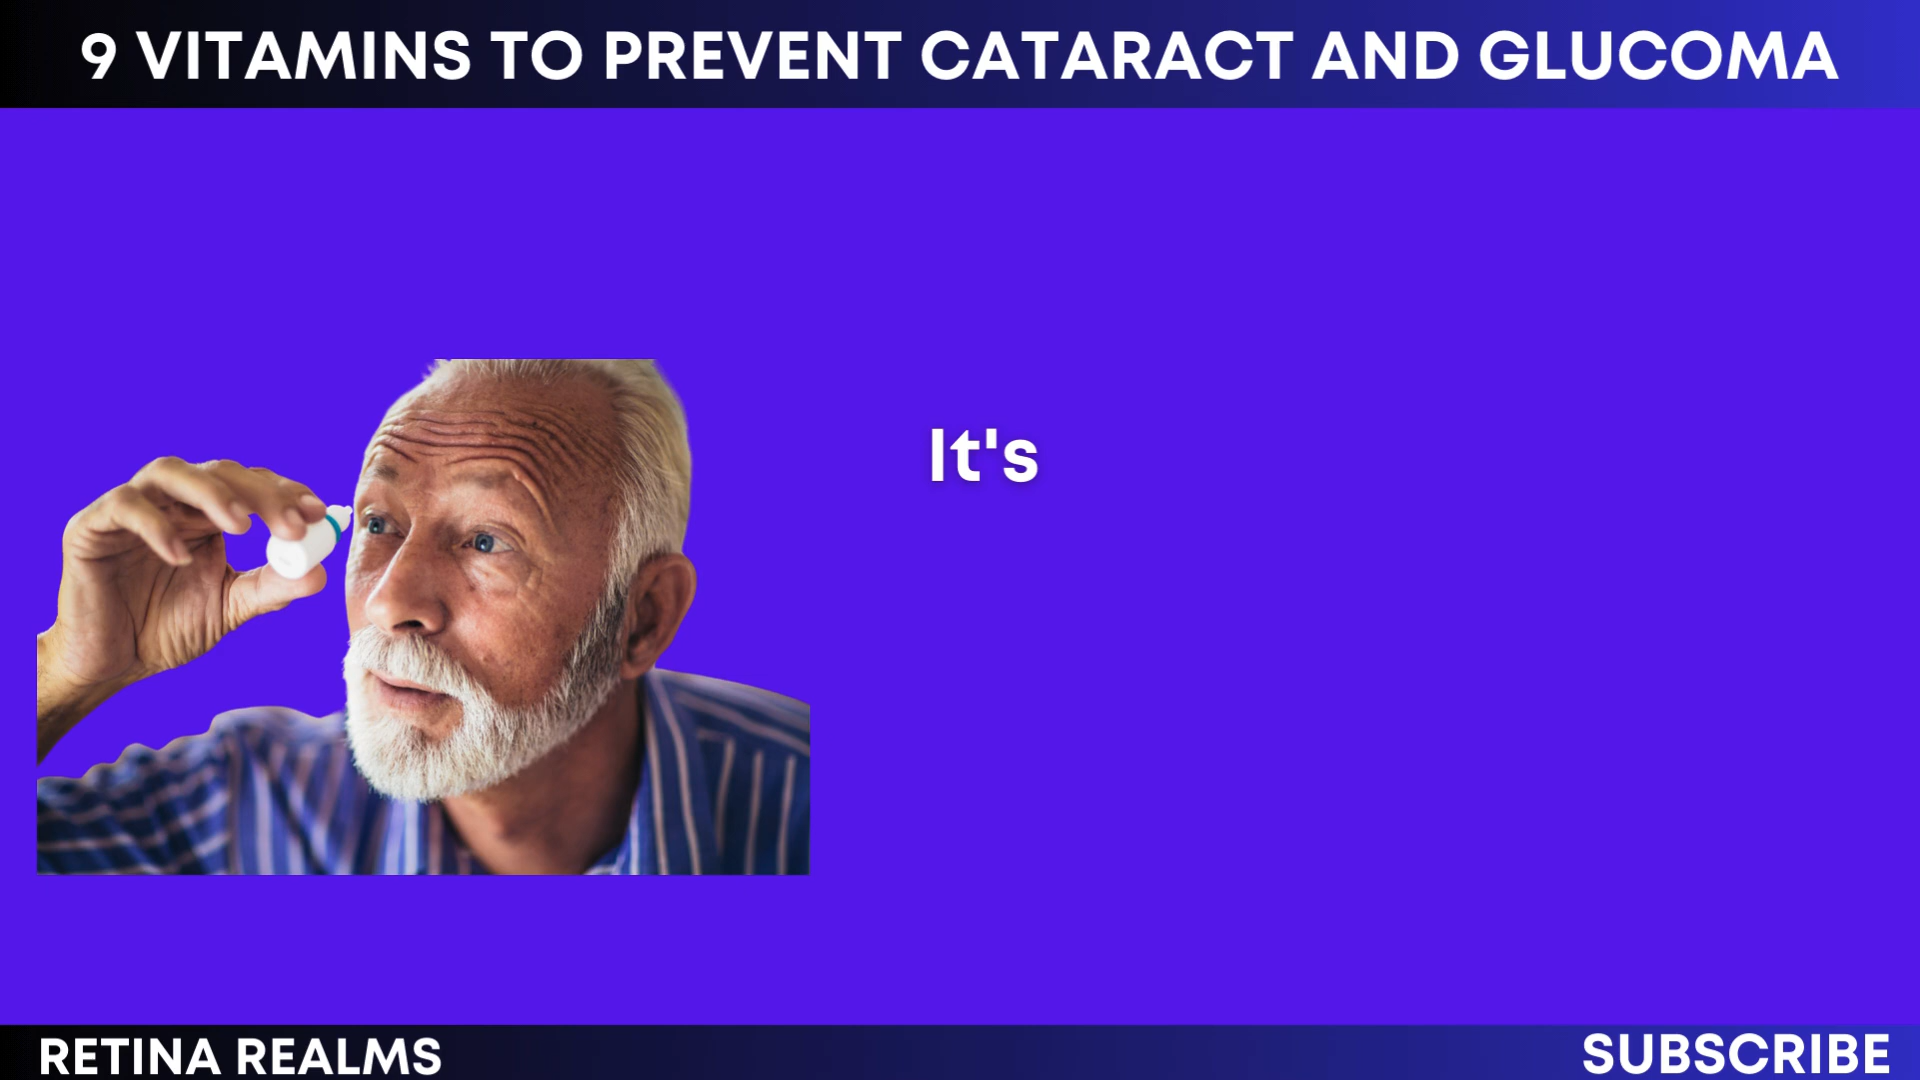 9 VITAMINS TO PREVENT CATARACT AND GLUCOMA
It's
RETINA REALMS
SUBSCRIBE